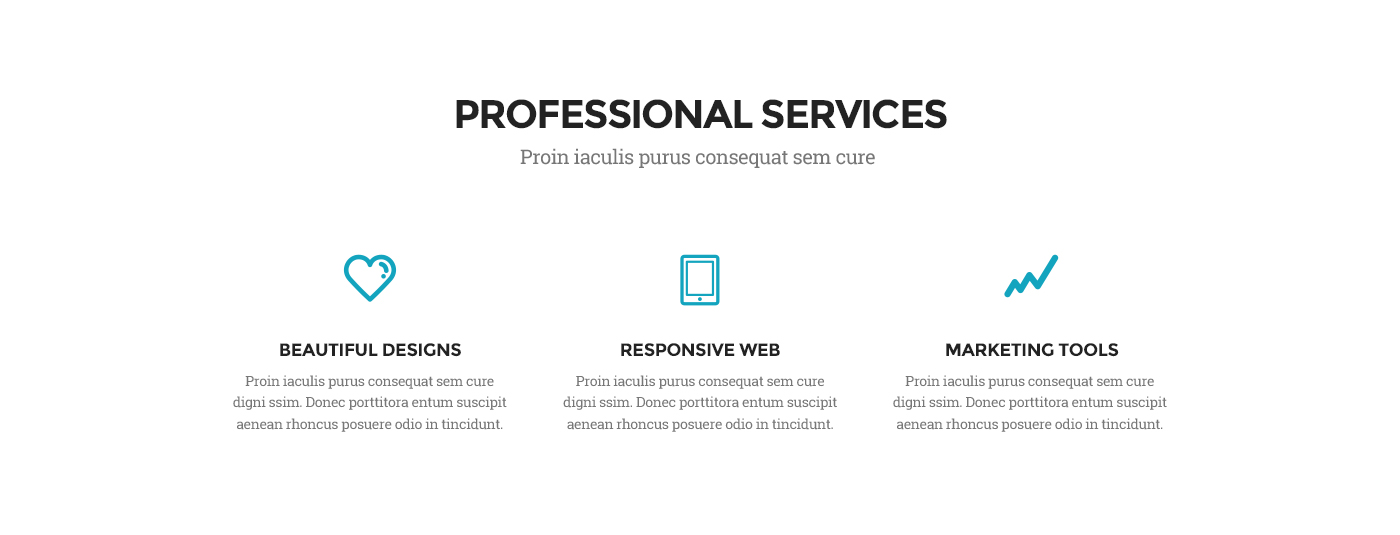 PROFESSIONAL SERVICES
Proin iaculis purus consequat sem cure
BEAUTIFUL DESIGNS
Proin iaculis purus consequat sem cure
digni ssim. Donec porttitora entum suscipit
aenean rhoncus posuere odio in tincidunt.
RESPONSIVE WEB
Proin iaculis purus consequat sem cure
digni ssim. Donec porttitora entum suscipit
aenean rhoncus posuere odio in tincidunt.
MARKETING TOOLS
Proin iaculis purus consequat sem cure
digni ssim. Donec porttitora entum suscipit
aenean rhoncus posuere odio in tincidunt.